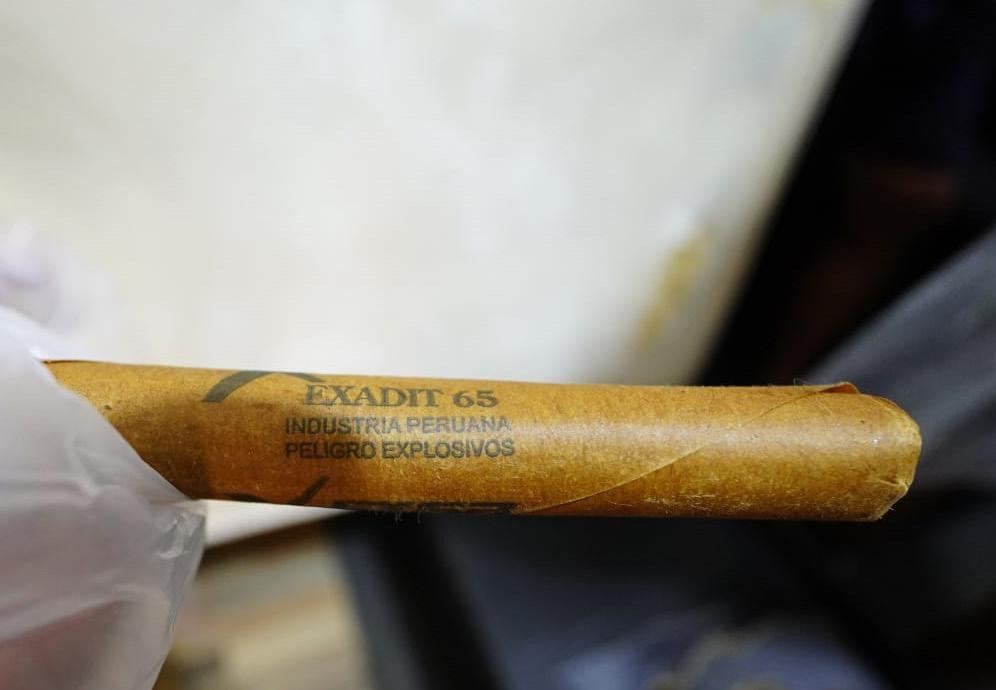 EXADIT 65
INDUSTRIA PERUANA
PELIGRO EXPLOSIVOS